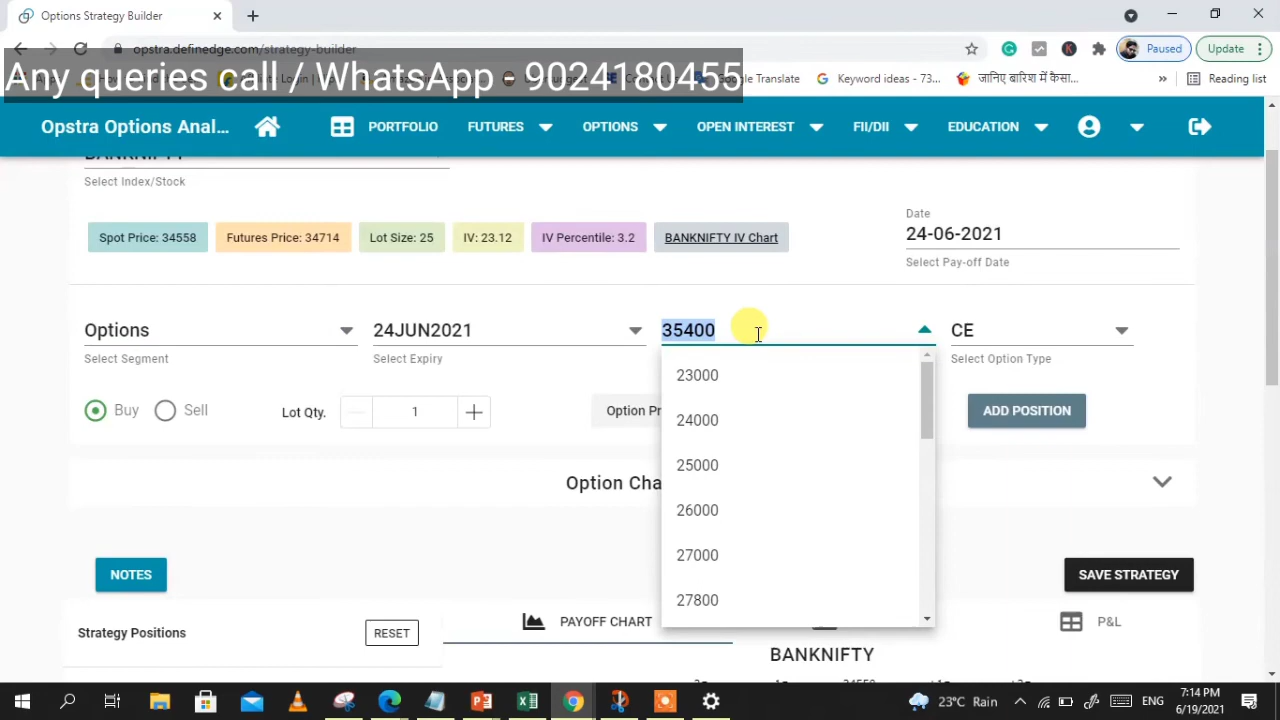 Options Strategy Builder
opstra.definedge.com/strategy-builder
Paused
Update
Any queries call / WhatsApp - 9024180455
Google Translate
Keyword ideas - 73...
जानिए बारिश में कैसा...
»
Reading list
Opstra Options Anal...
PORTFOLIO
FUTURES
OPTIONS
OPEN INTEREST
FII/DII
EDUCATION
BANKNIFTY
Select Index/Stock
Spot Price: 34558
Futures Price: 34714
Lot Size: 25
IV: 23.12
IV Percentile: 3.2
BANKNIFTY IV Chart
Date
24-06-2021
Select Pay-off Date
Options
24JUN2021
35400
CE
Select Segment
Select Expiry
Select Option Type
23000
24000
25000
26000
27000
27800
Buy
Sell
Lot Qty.
1
Option Pr
ADD POSITION
Option Cha
NOTES
SAVE STRATEGY
Strategy Positions
RESET
PAYOFF CHART
P&L
BANKNIFTY
23°C Rain
ENG
7:14 PM
6/19/2021